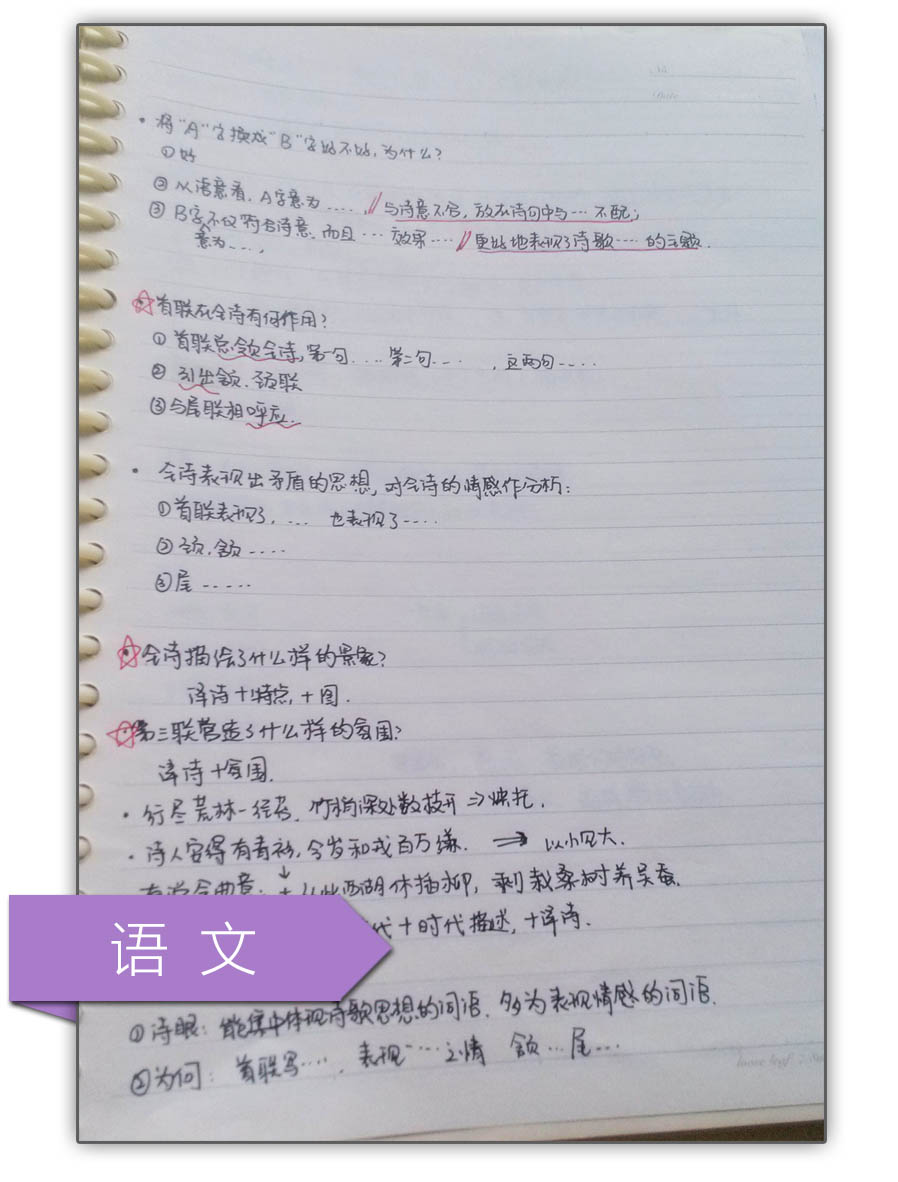 · 将“A”字换成“B”字好不好,为什么?
①好
②从语意看,A字意为……,//与诗意不合,放在诗句中与…不配;
③B字不仅符合诗意,而且…效果…//更好地表现了诗歌…的主题.
意为….,
☆首联在全诗有何作用?
①首联总领全诗,第一句….第二句…,这两句….
②引出颔.颈联
③与尾联相呼应.
· 全诗表现出矛盾的思想,对全诗的情感作分析:
①首联表现了,…也表现了….
②颈.颔….
③尾……
☆全诗描绘了什么样的景象?
译诗+特点+图.
☆第三联营造了什么样的氛围?
译诗+氛围.
· 行尽荒林一径苔,竹梢深处数枝开⇒烘托.
· 诗人安得有青衫,今岁和戎百万缣.⇒以小见大.
西湖休插柳,剩栽桑树养吴蚕.
代+时代描述,+译诗.
语文
①诗眼:能集中体现诗歌思想的词语.多为表现情感的词语.
②为何:首联写….,表现…之情 颔…尾…
loose leaf